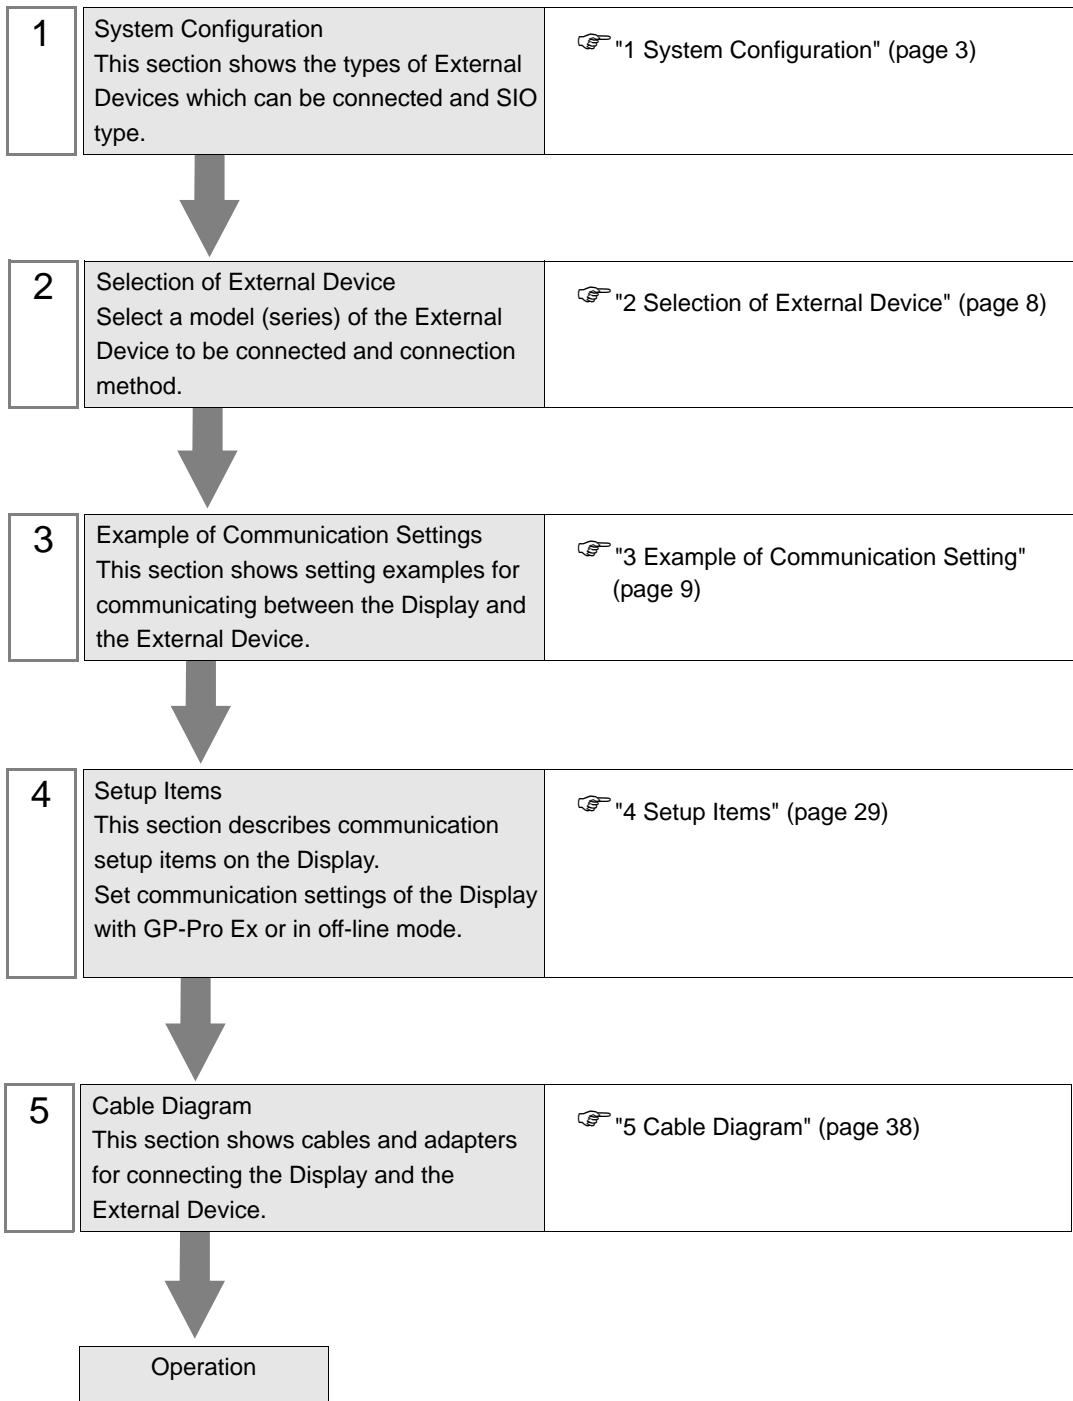 1
System Configuration
This section shows the types of External
Devices which can be connected and SIO
type.
"1 System Configuration" (page 3)
2
Selection of External Device
Select a model (series) of the External
Device to be connected and connection
method.
"2 Selection of External Device" (page 8)
3
Example of Communication Settings
This section shows setting examples for
communicating between the Display and
the External Device.
"3 Example of Communication Setting"
(page 9)
4
Setup Items
This section describes communication
setup items on the Display.
Set communication settings of the Display
with GP-Pro Ex or in off-line mode.
"4 Setup Items" (page 29)
5
Cable Diagram
This section shows cables and adapters
for connecting the Display and the
External Device.
"5 Cable Diagram" (page 38)
Operation